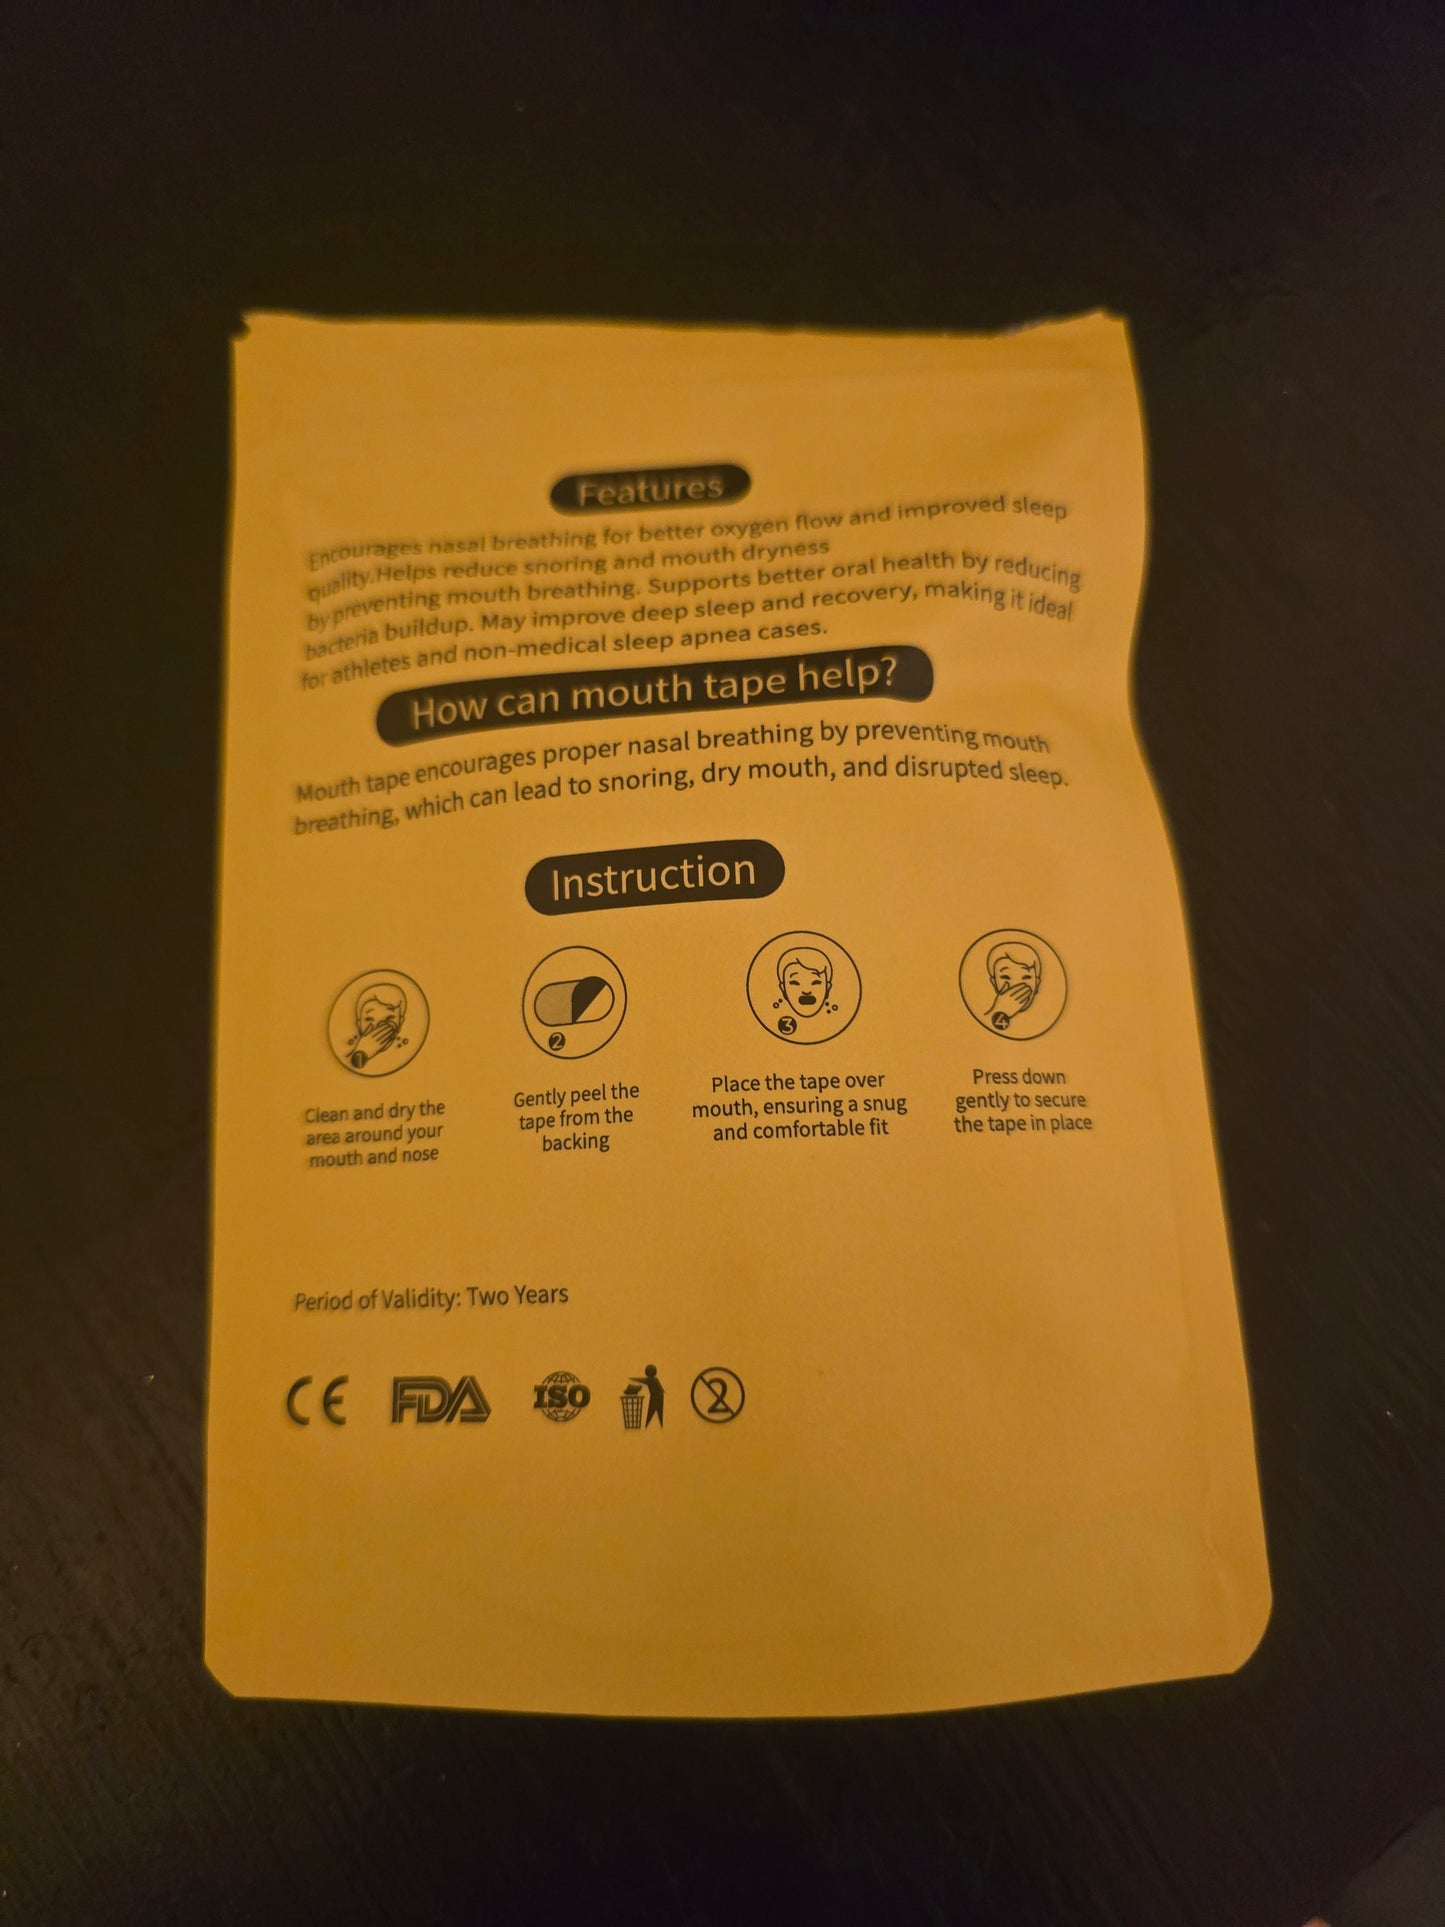 Features
Encourages nasal breathing for better oxygen flow and improved sleep
quality.Helps reduce snoring and mouth dryness
by preventing mouth breathing. Supports better oral health by reducing
bacteria buildup. May improve deep sleep and recovery, making it ideal
for athletes and non-medical sleep apnea cases.
How can mouth tape help?
Mouth tape encourages proper nasal breathing by preventing mouth
breathing, which can lead to snoring, dry mouth, and disrupted sleep.
Instruction
1
Clean and dry the
area around your
mouth and nose
2
Gently peel the
tape from the
backing
3
Place the tape over
mouth, ensuring a snug
and comfortable fit
4
Press down
gently to secure
the tape in place
Period of Validity: Two Years
CE FDA ISO 2